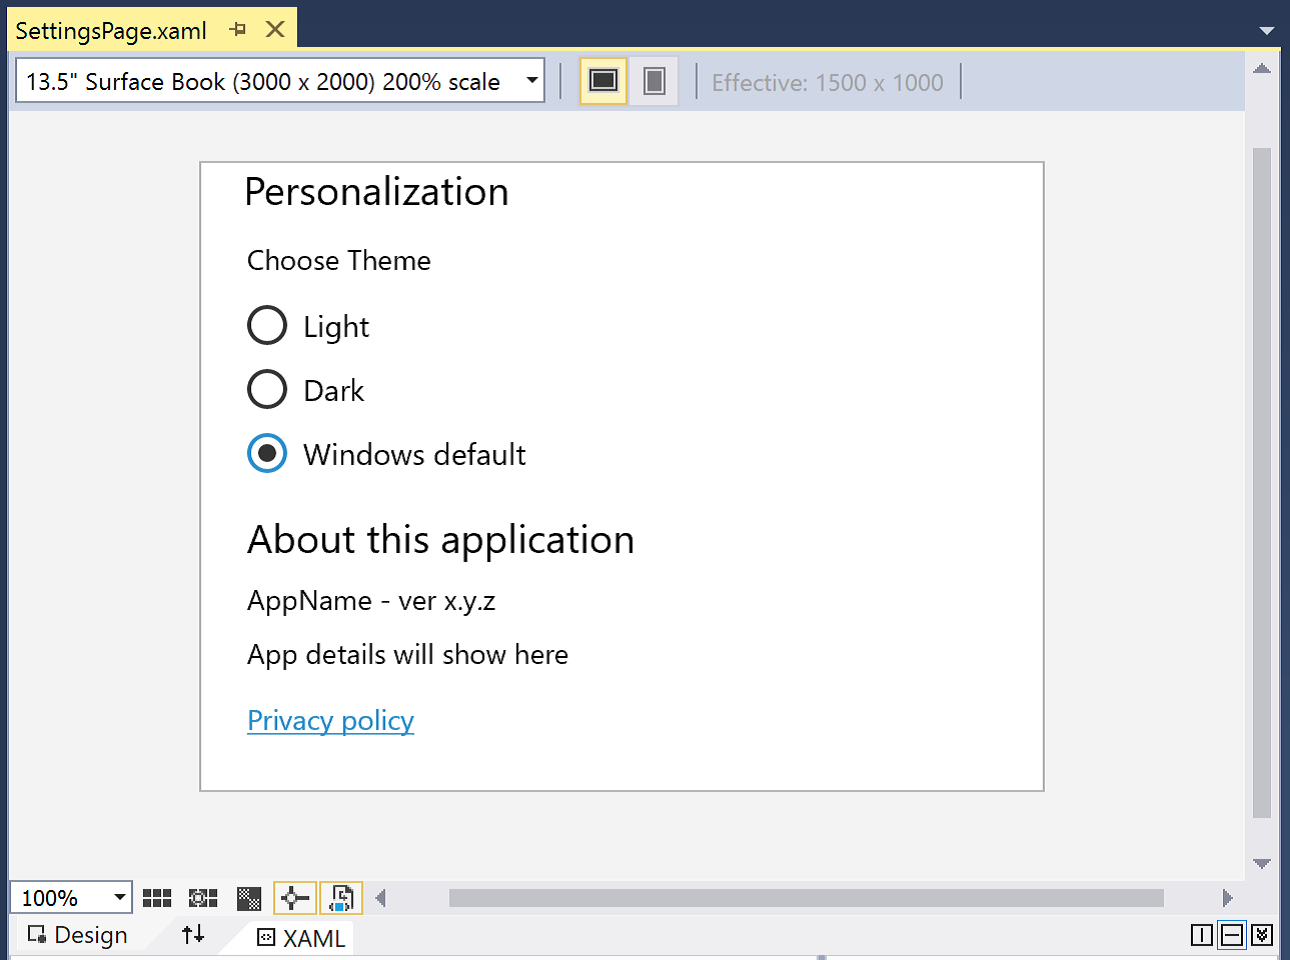 SettingsPage.xaml
13.5" Surface Book (3000 x 2000) 200% scale
Effective: 1500 x 1000
Personalization
Choose Theme
Light
Dark
Windows default
About this application
AppName - ver x.y.z
App details will show here
Privacy policy
100%
Design
XAML